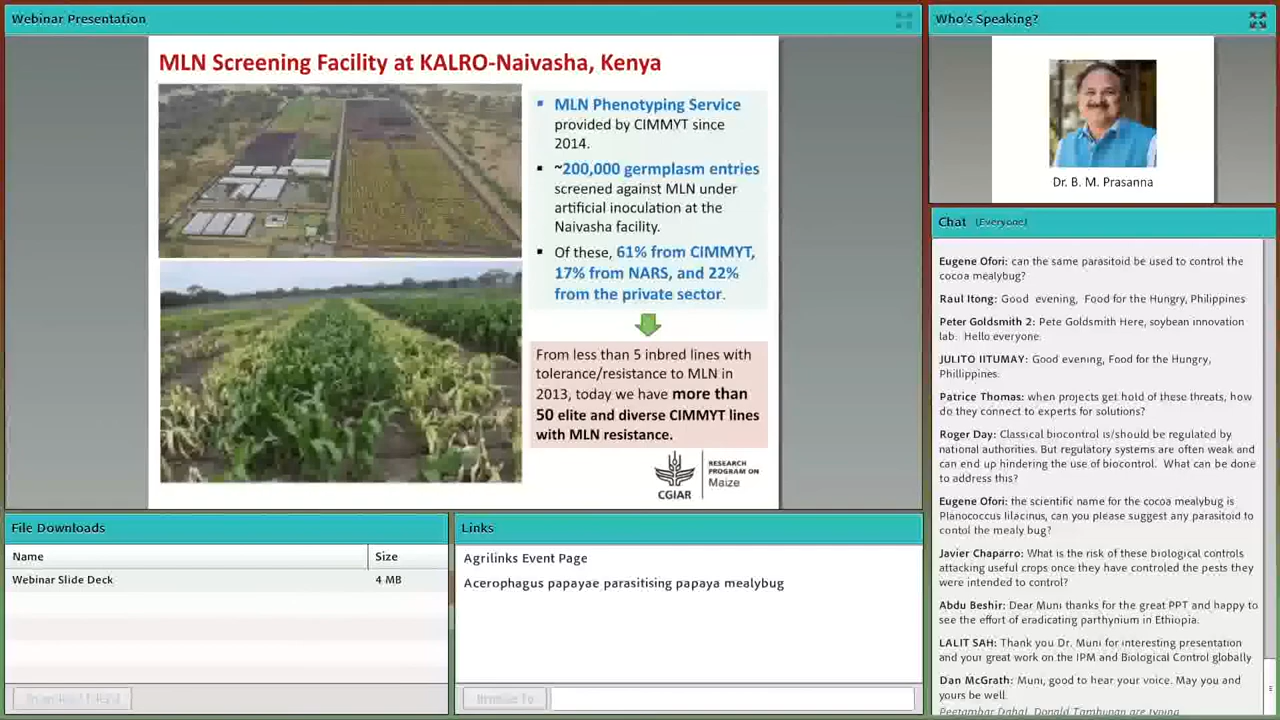 Webinar Presentation
MLN Screening Facility at KALRO-Naivasha, Kenya
▪ MLN Phenotyping Service
provided by CIMMYT since
2014.
▪ ~200,000 germplasm entries
screened against MLN under
artificial inoculation at the
Naivasha facility.
▪ Of these, 61% from CIMMYT,
17% from NARS, and 22%
from the private sector.
From less than 5 inbred lines with
tolerance/resistance to MLN in
2013, today we have more than
50 elite and diverse CIMMYT lines
with MLN resistance.
CGIAR
RESEARCH
PROGRAM ON
Maize
Who's Speaking?
Dr. B. M. Prasanna
Chat (Everyone)
Eugene Ofori: can the same parasitoid be used to control the
cocoa mealybug?
Raul Itong: Good evening, Food for the Hungry, Philippines
Peter Goldsmith 2: Pete Goldsmith Here, soybean innovation
lab. Hello everyone.
JULITO IITUMAY: Good evening, Food for the Hungry,
Phillippines.
Patrice Thomas: when projects get hold of these threats, how
do they connect to experts for solutions?
Roger Day: Classical biocontrol is/should be regulated by
national authorities. But regulatory systems are often weak and
can end up hindering the use of biocontrol. What can be done
to address this?
Eugene Ofori: the scientific name for the cocoa mealybug is
Planococcus lilacinus, can you please suggest any parasitoid to
contol the mealy bug?
Javier Chaparro: What is the risk of these biological controls
attacking useful crops once they have controled the pests they
were intended to control?
Abdu Beshir: Dear Muni thanks for the great PPT and happy to
see the effort of eradicating parthynium in Ethiopia.
LALIT SAH: Thank you Dr. Muni for interesting presentation
and your great work on the IPM and Biological Control globally
Dan McGrath: Muni, good to hear your voice. May you and
yours be well.
Peetambar Dahal, Donald Tambunan are typing
File Downloads
Name Size
Webinar Slide Deck 4 MB
Links
Agrilinks Event Page
Acerophagus papayae parasitising papaya mealybug
Browse To